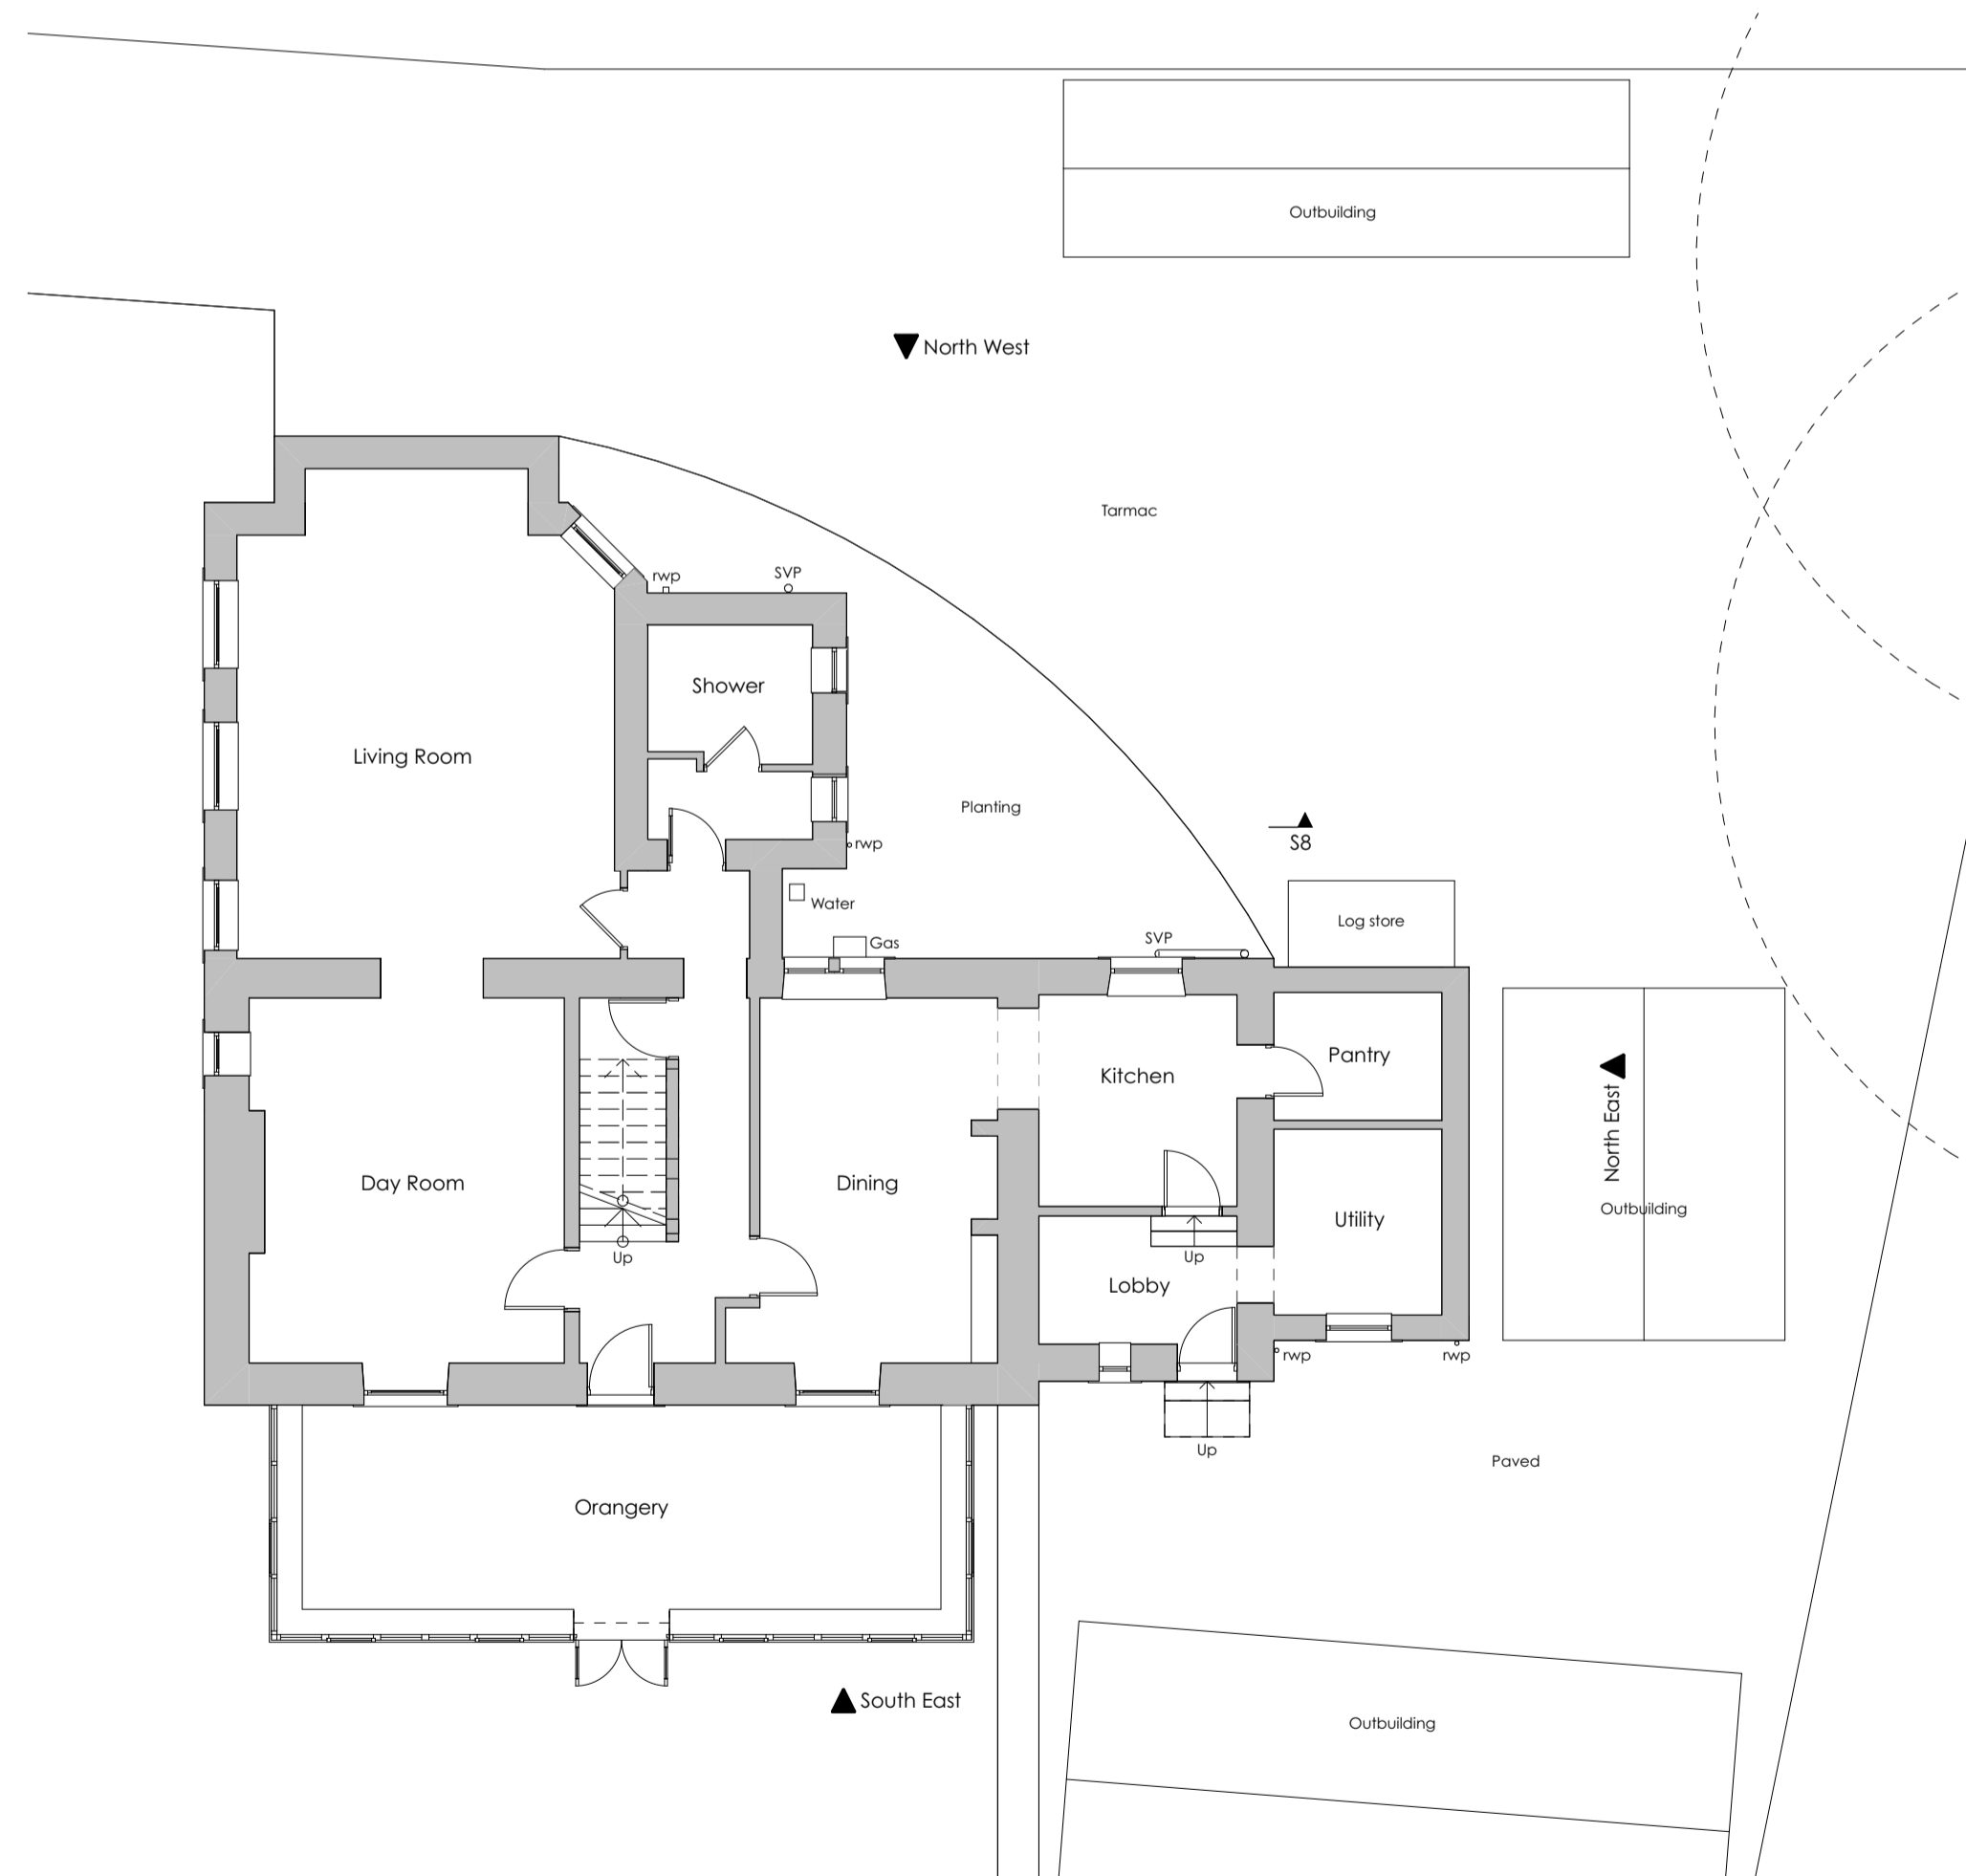 Outbuilding
North West
Tarmac
rwp
SVP
Shower
Living Room
Planting
S8
rwp
Water
Log store
Gas
SVP
Pantry
Kitchen
North East
Day Room
Dining
Outbuilding
Utility
Up
Up
Lobby
rwp
rwp
Up
Paved
Orangery
South East
Outbuilding